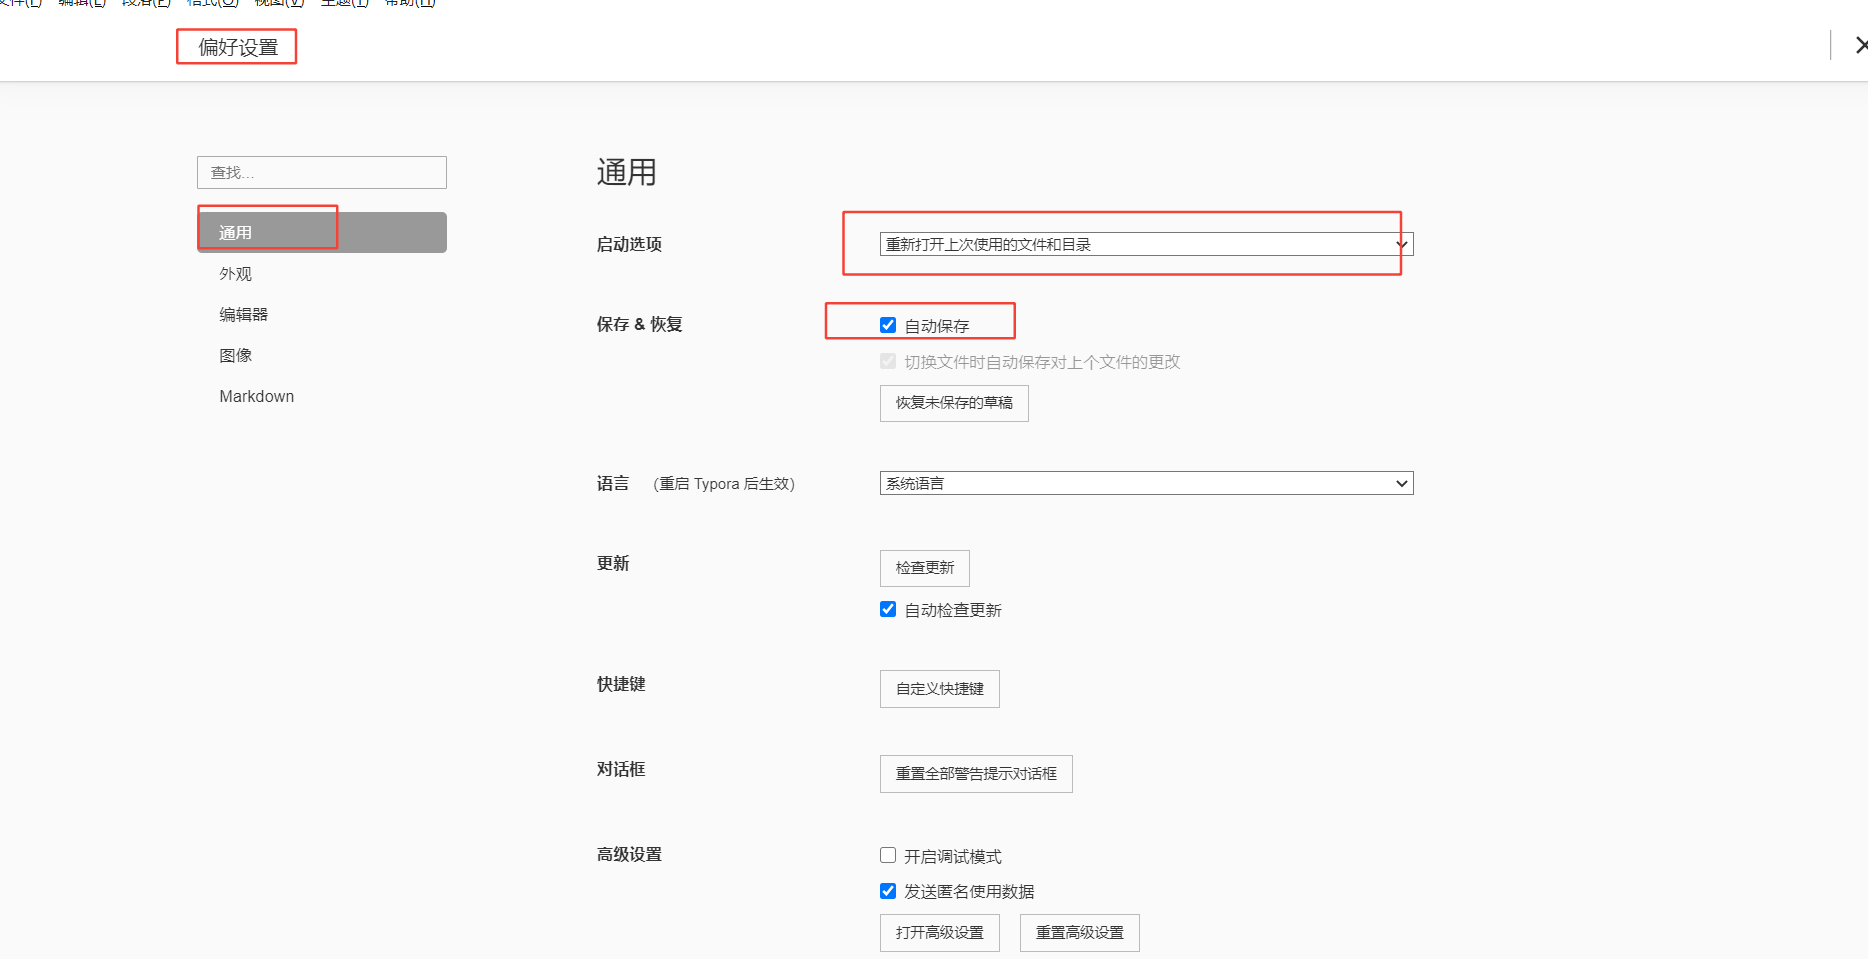 文件(F) 编辑(E) 段落(P) 格式(O) 视图(V) 主题(T) 帮助(H)
偏好设置
查找...
通用
外观
编辑器
图像
Markdown
通用
启动选项 重新打开上次使用的文件和目录
保存 & 恢复 自动保存
切换文件时自动保存对上个文件的更改
恢复未保存的草稿
语言 (重启 Typora 后生效) 系统语言
更新 检查更新
自动检查更新
快捷键 自定义快捷键
对话框 重置全部警告提示对话框
高级设置 开启调试模式
发送匿名使用数据
打开高级设置 重置高级设置